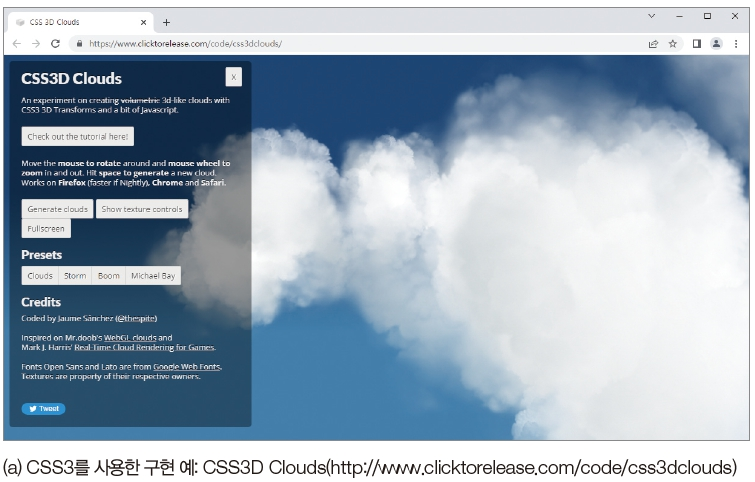 CSS 3D Clouds
https://www.clicktorelease.com/code/css3dclouds/
CSS3D Clouds
X
An experiment on creating volumetric 3d-like clouds with
CSS3 3D Transforms and a bit of Javascript.
Check out the tutorial here!
Move the mouse to rotate around and mouse wheel to
zoom in and out. Hit space to generate a new cloud.
Works on Firefox (faster if Nightly), Chrome and Safari.
Generate clouds Show texture controls
Fullscreen
Presets
Clouds Storm Boom Michael Bay
Credits
Coded by Jaume Sánchez (@thespite)
Inspired on Mr.doob's WebGL clouds and
Mark J. Harris' Real-Time Cloud Rendering for Games.
Fonts Open Sans and Lato are from Google Web Fonts.
Textures are property of their respective owners.
Tweet
(a) CSS3를 사용한 구현 예: CSS3D Clouds(http://www.clicktorelease.com/code/css3dclouds)